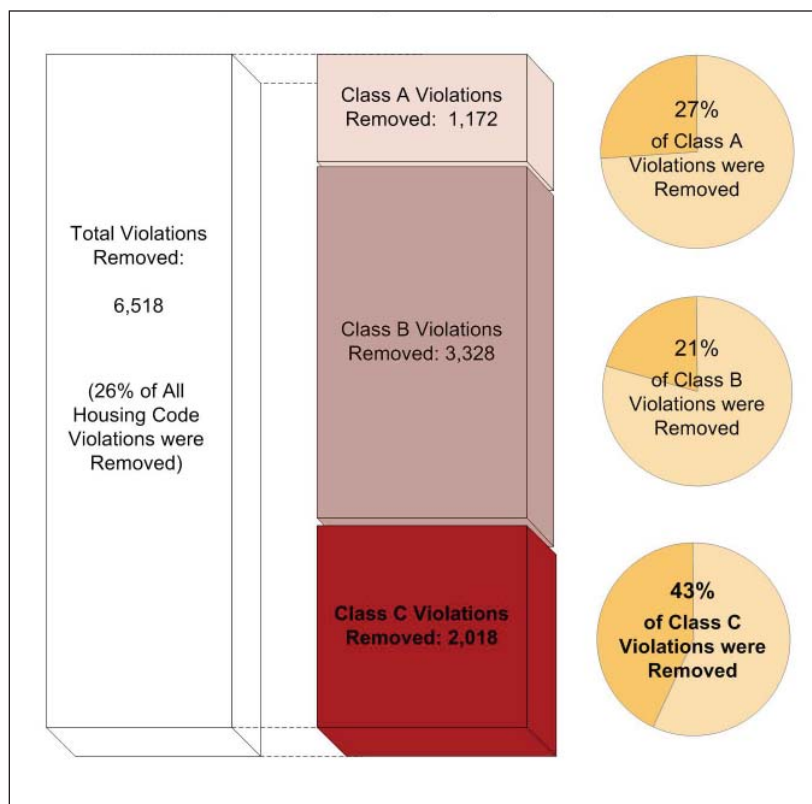 Total Violations
Removed:
6,518
(26% of All
Housing Code
Violations were
Removed)
Class A Violations
Removed: 1,172
Class B Violations
Removed: 3,328
Class C Violations
Removed: 2,018
27%
of Class A
Violations were
Removed
21%
of Class B
Violations were
Removed
43%
of Class C
Violations were
Removed